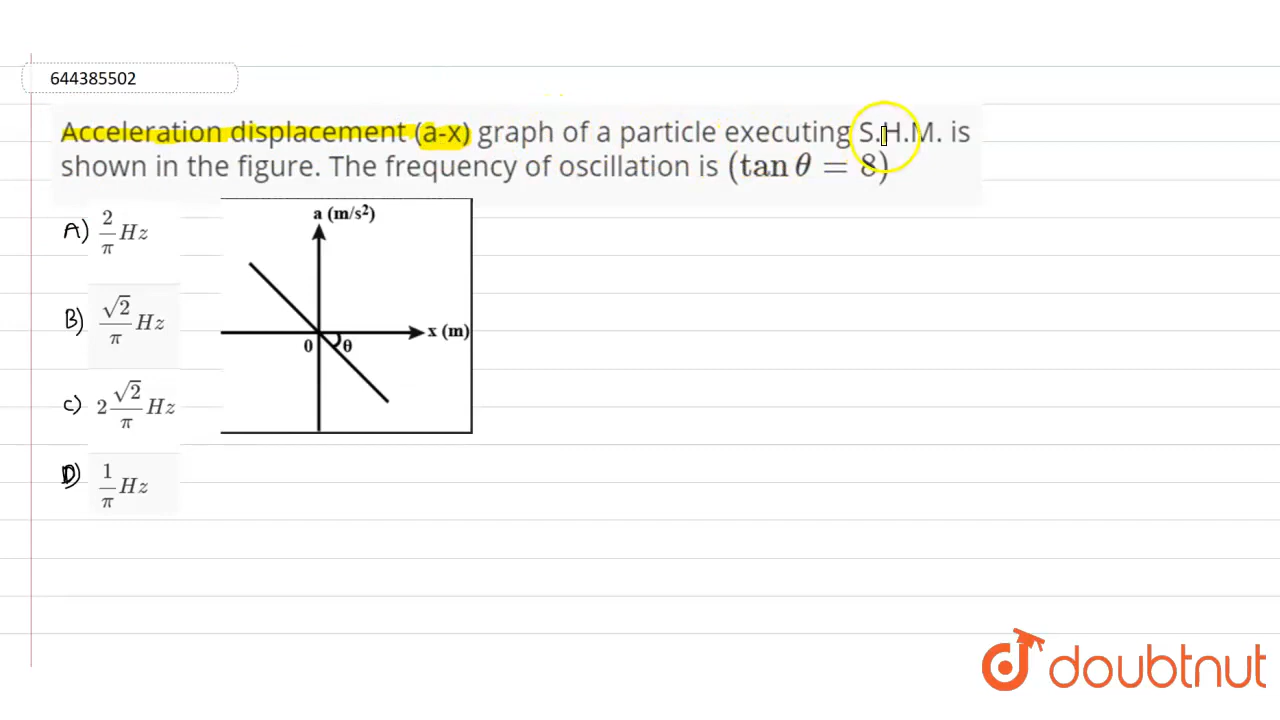 644385502
Acceleration displacement (a-x) graph of a particle executing S.H.M. is
shown in the figure. The frequency of oscillation is (tan θ = 8)
A) 2/π Hz
B) √2/π Hz
C) 2 √2/π Hz
D) 1/π Hz
a (m/s²)
x (m)
0 θ
doubtnut